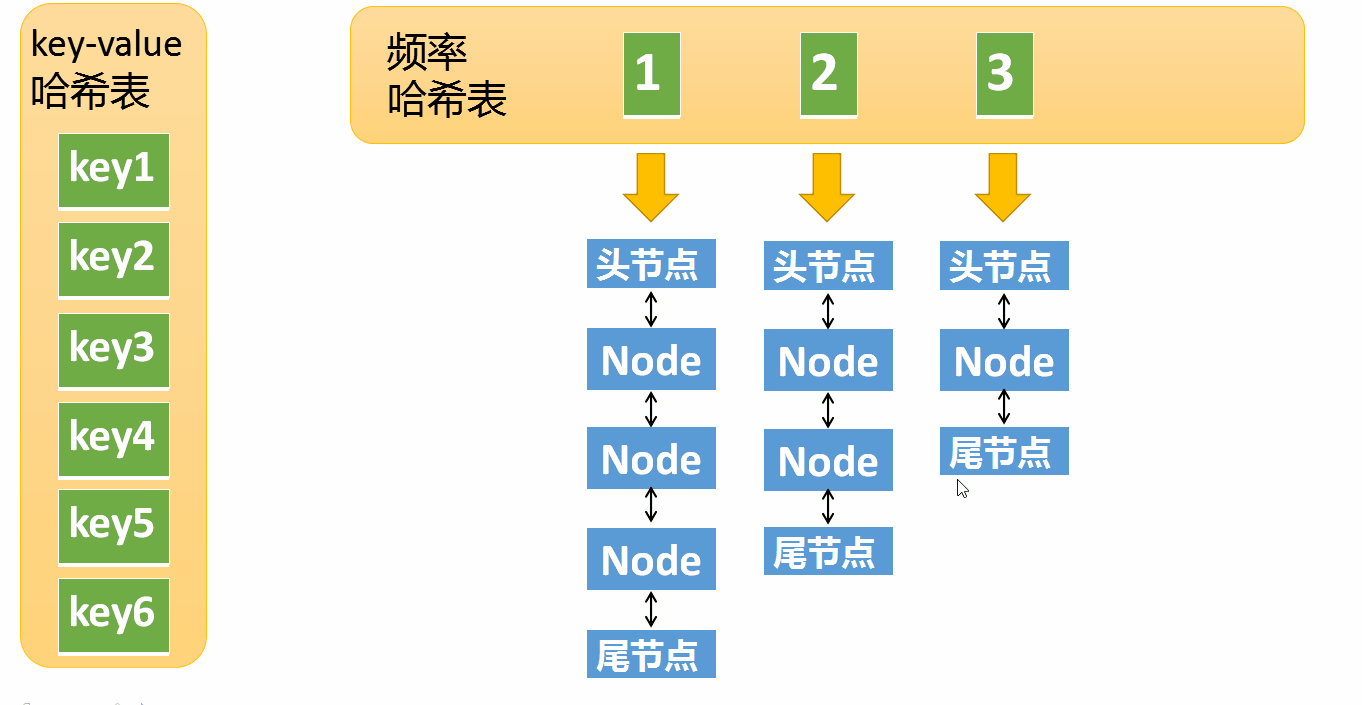 key-value
哈希表
key1
key2
key3
key4
key5
key6
频率
哈希表
1
2
3
头节点
Node
Node
Node
尾节点
头节点
Node
Node
尾节点
头节点
Node
尾节点